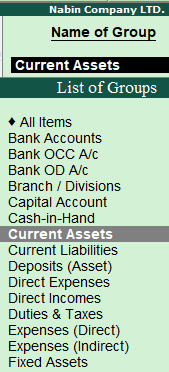 Nabin Company LTD.
Name of Group
Current Assets
List of Groups
♦ All Items
Bank Accounts
Bank OCC A/c
Bank OD A/c
Branch / Divisions
Capital Account
Cash-in-Hand
Current Assets
Current Liabilities
Deposits (Asset)
Direct Expenses
Direct Incomes
Duties & Taxes
Expenses (Direct)
Expenses (Indirect)
Fixed Assets